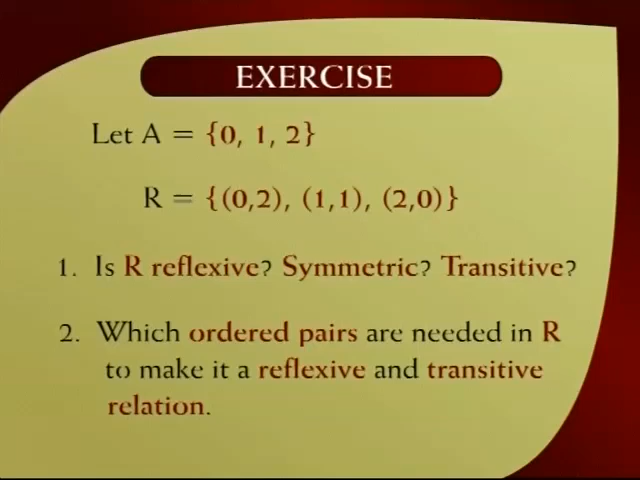 EXERCISE
Let A = {0, 1, 2}
R = {(0,2), (1,1), (2,0)}
1. Is R reflexive? Symmetric? Transitive?
2. Which ordered pairs are needed in R
to make it a reflexive and transitive
relation.